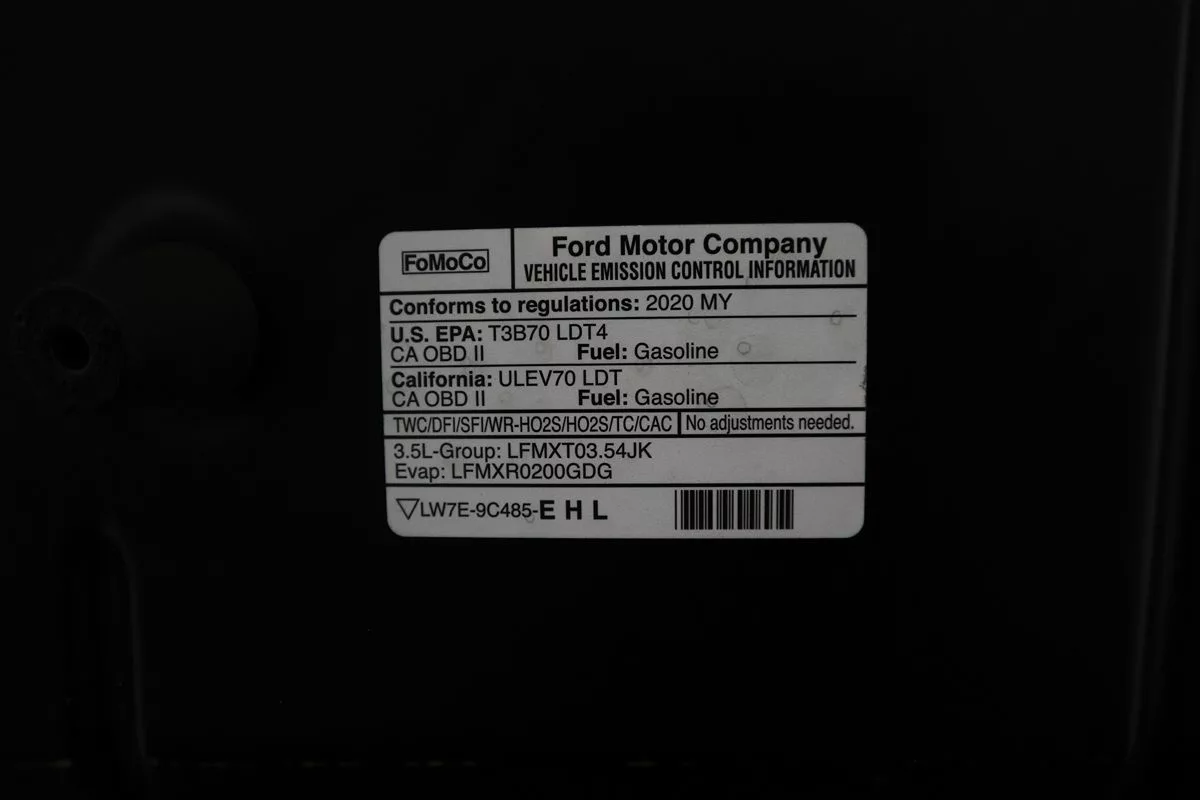 FoMoCo
Ford Motor Company
VEHICLE EMISSION CONTROL INFORMATION
Conforms to regulations: 2020 MY
U.S. EPA: T3B70 LDT4
CA OBD II Fuel: Gasoline
California: ULEV70 LDT
CA OBD II Fuel: Gasoline
TWC/DFI/SFI/WR-HO2S/HO2S/TC/CAC No adjustments needed.
3.5L-Group: LFMXT03.54JK
Evap: LFMXR0200GDG
LW7E-9C485-E H L